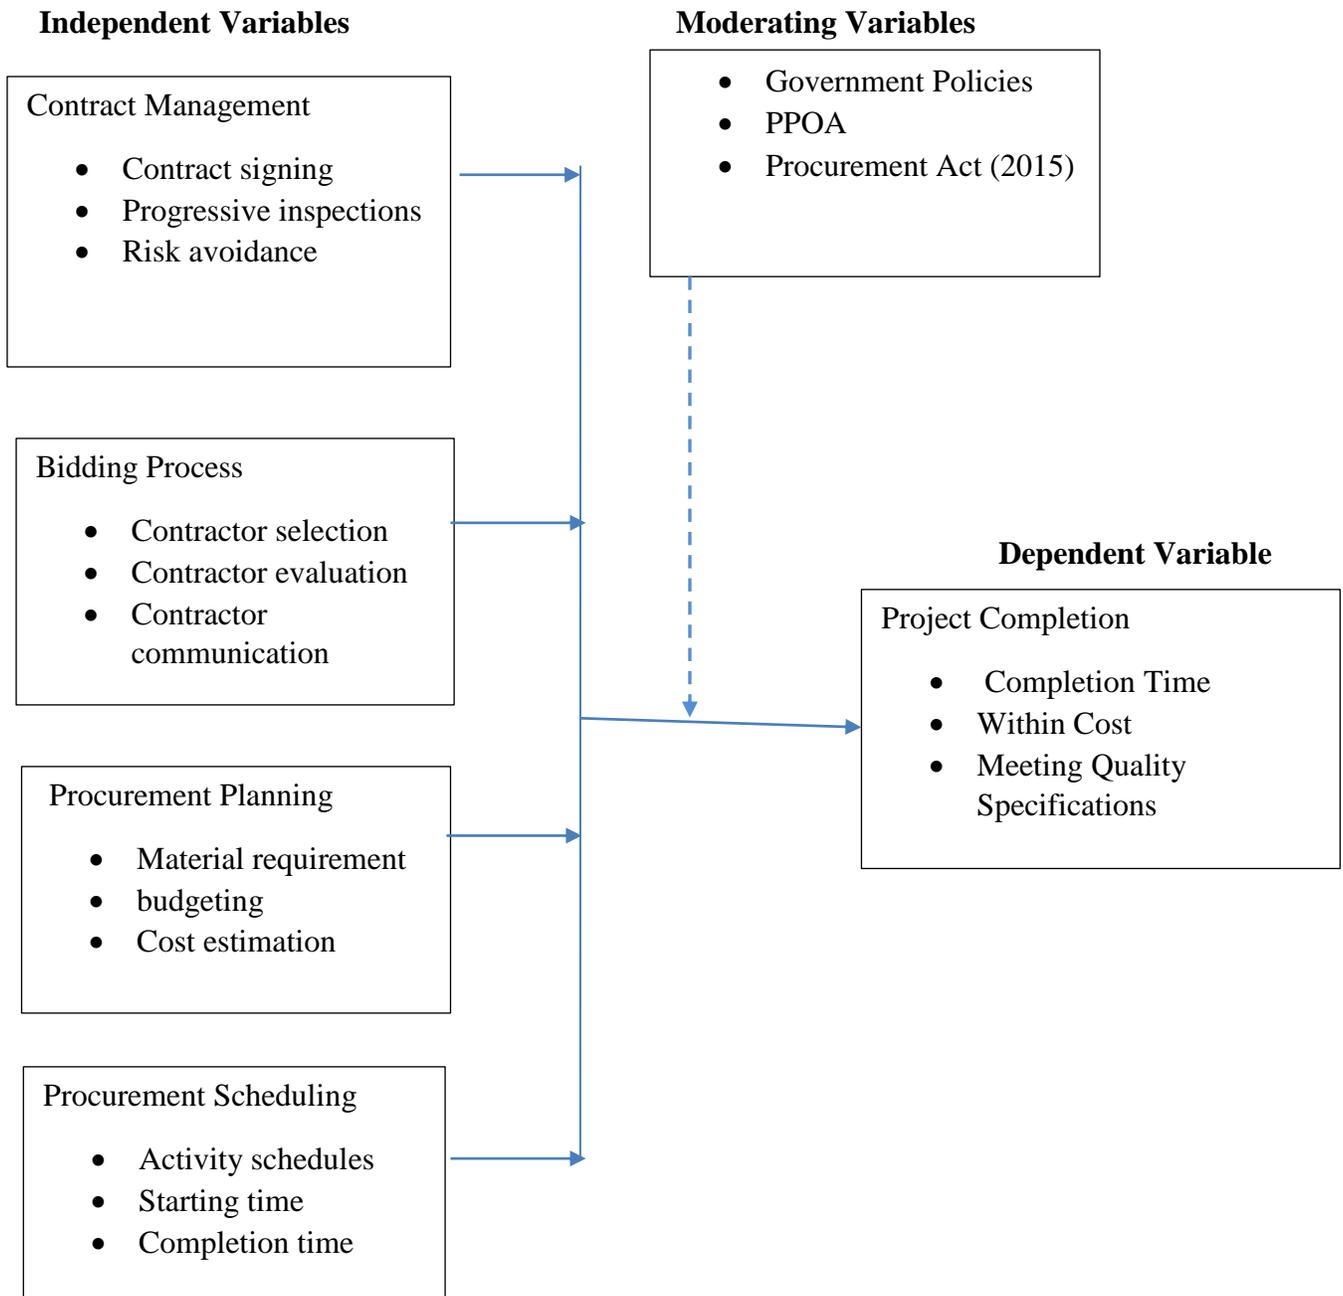 Independent Variables
Contract Management
• Contract signing
• Progressive inspections
• Risk avoidance
Bidding Process
• Contractor selection
• Contractor evaluation
• Contractor
communication
Procurement Planning
• Material requirement
• budgeting
• Cost estimation
Procurement Scheduling
• Activity schedules
• Starting time
• Completion time
Moderating Variables
• Government Policies
• PPOA
• Procurement Act (2015)
Dependent Variable
Project Completion
• Completion Time
• Within Cost
• Meeting Quality
Specifications